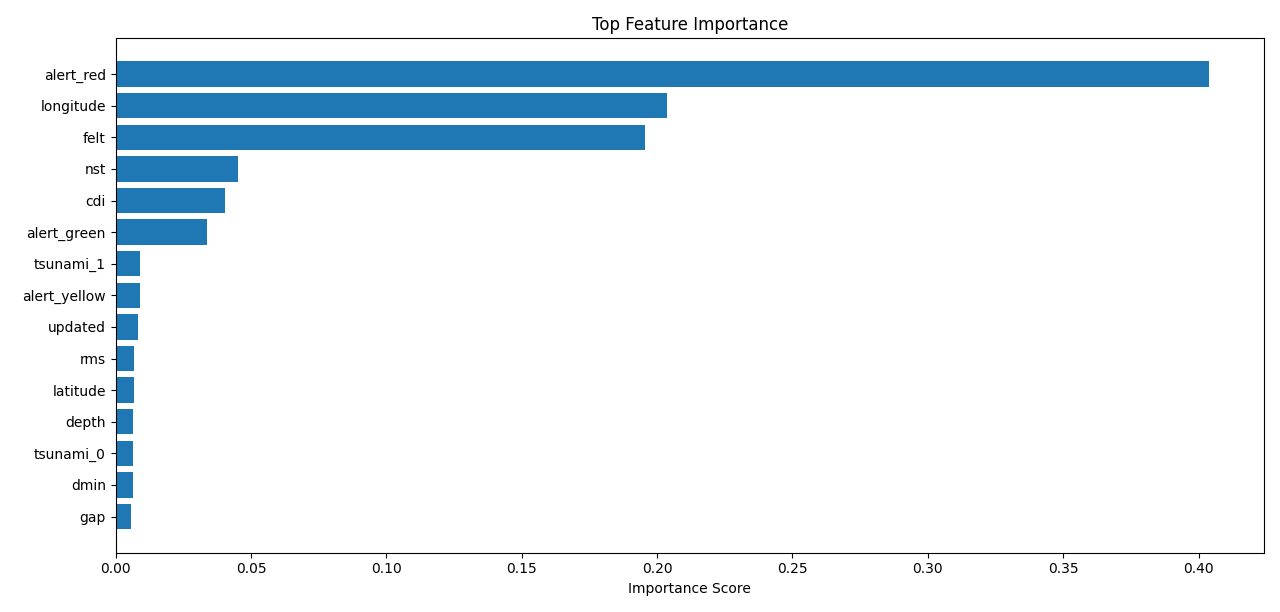 Top Feature Importance
alert_red
longitude
felt
nst
cdi
alert_green
tsunami_1
alert_yellow
updated
rms
latitude
depth
tsunami_0
dmin
gap
0.00 0.05 0.10 0.15 0.20 0.25 0.30 0.35 0.40
Importance Score